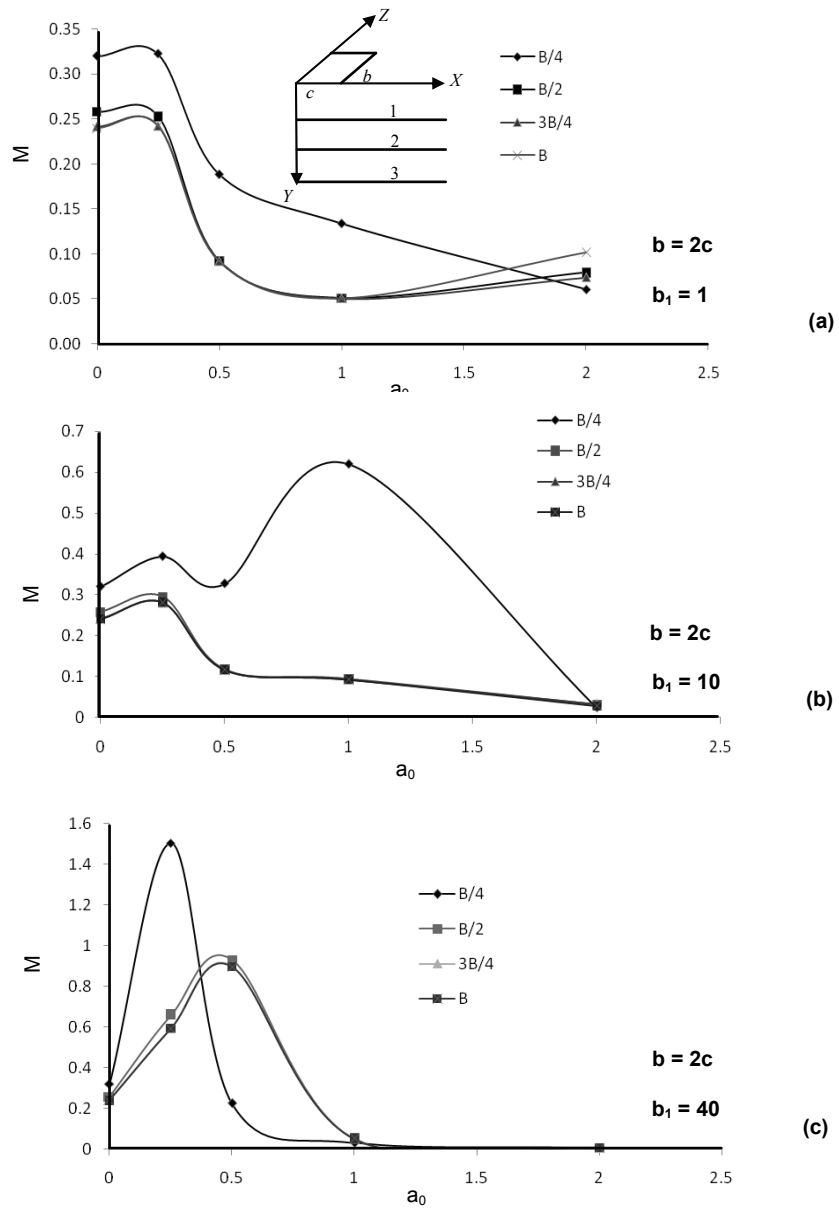 0.35
0.30
0.25
0.20
0.15
0.10
0.05
0.00
M
0 0.5 1 1.5 2 2.5
Z
b
X
c
1
2
3
Y
B/4
B/2
3B/4
B
b = 2c
b₁ = 1
(a)
a₀
0.7
0.6
0.5
0.4
0.3
0.2
0.1
0
M
0 0.5 1 1.5 2 2.5
a₀
B/4
B/2
3B/4
B
b = 2c
b₁ = 10
(b)
1.6
1.4
1.2
1
0.8
0.6
0.4
0.2
0
M
0 0.5 1 1.5 2 2.5
a₀
B/4
B/2
3B/4
B
b = 2c
b₁ = 40
(c)